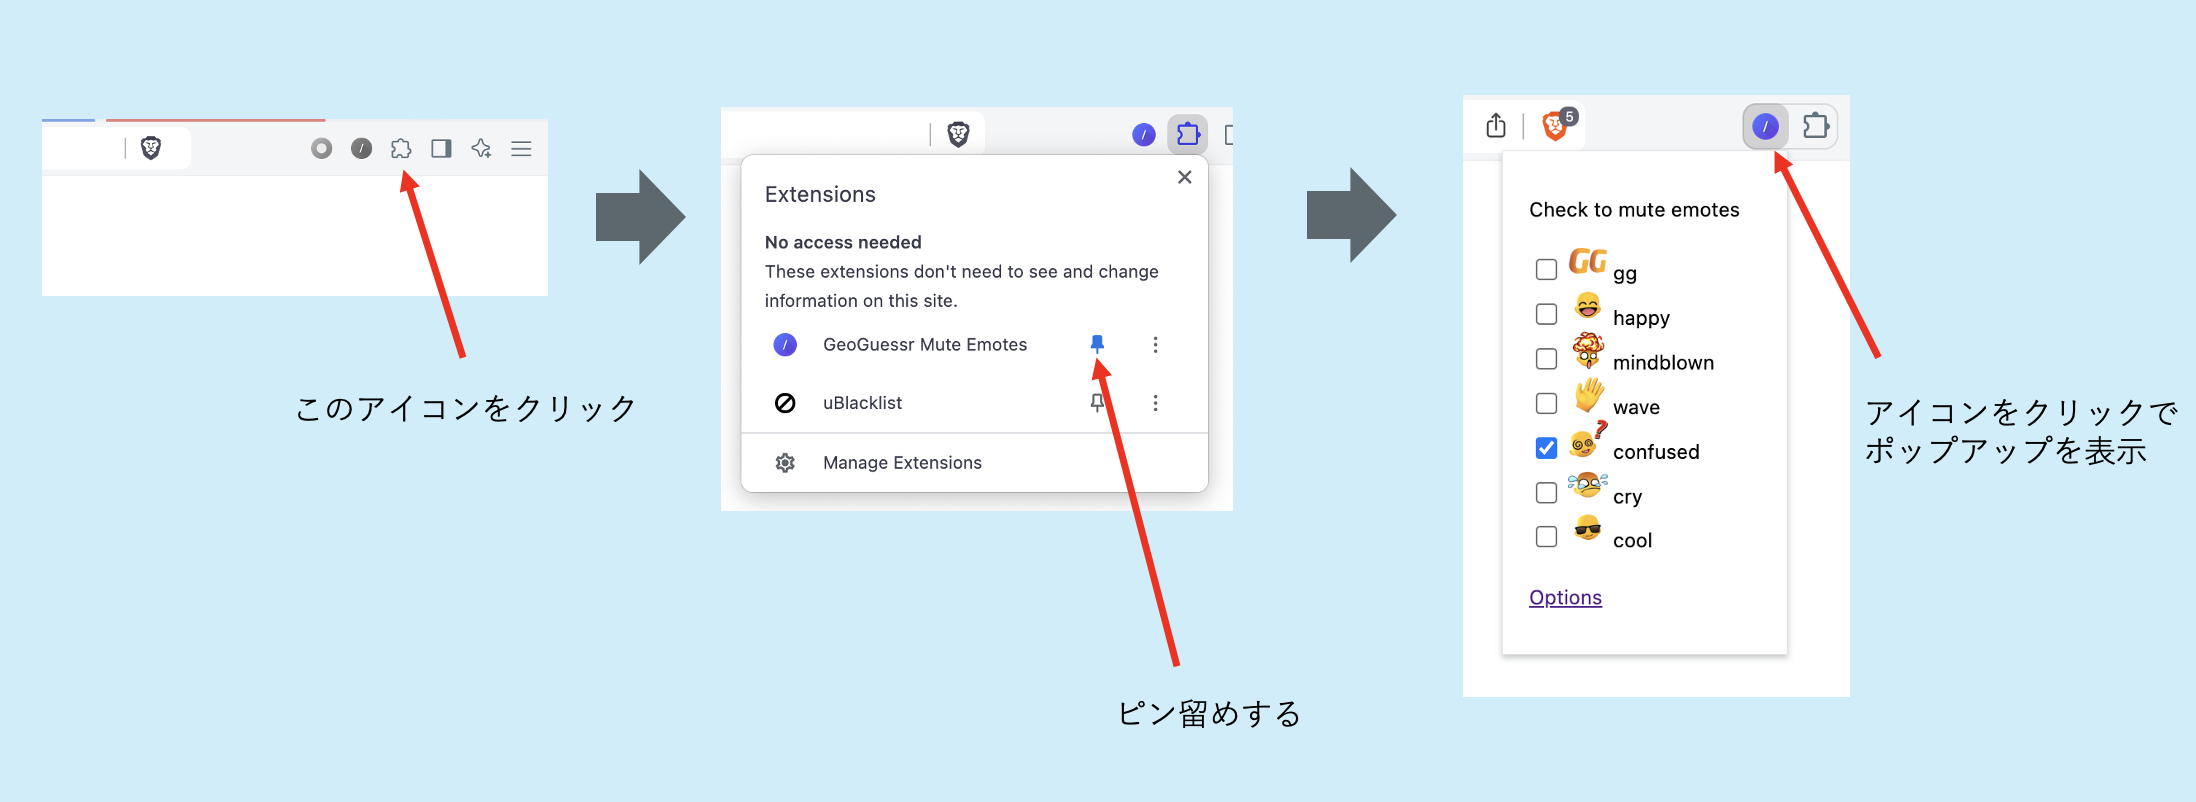 このアイコンをクリック
Extensions
No access needed
These extensions don't need to see and change
information on this site.
GeoGuessr Mute Emotes
uBlacklist
Manage Extensions
ピン留めする
5
Check to mute emotes
GG gg
happy
mindblown
wave
confused
cry
cool
Options
アイコンをクリックで
ポップアップを表示